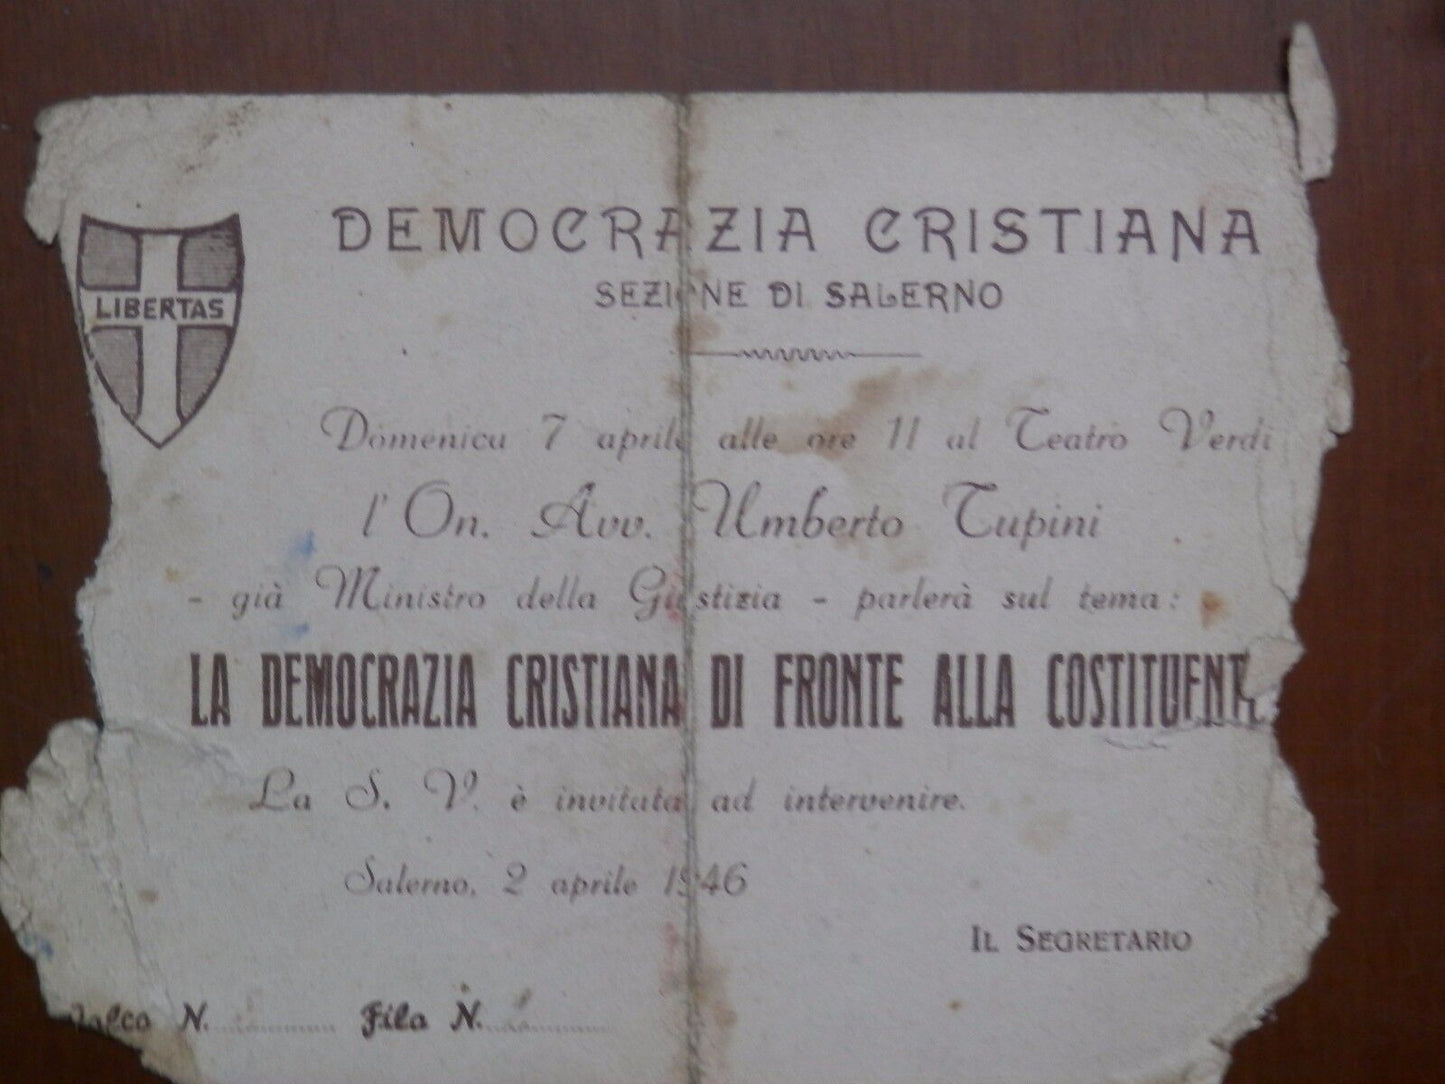 DEMOCRAZIA CRISTIANA
SEZIONE DI SALERNO
LIBERTAS
Domenica 7 aprile alle ore 11 al Teatro Verdi
l'On. Avv. Umberto Tupini
- già Ministro della Giustizia - parlerà sul tema:
LA DEMOCRAZIA CRISTIANA DI FRONTE ALLA COSTITUENTE
La S. V. è invitata ad intervenire.
Salerno, 2 aprile 1946
IL SEGRETARIO
Palco N. Fila N.